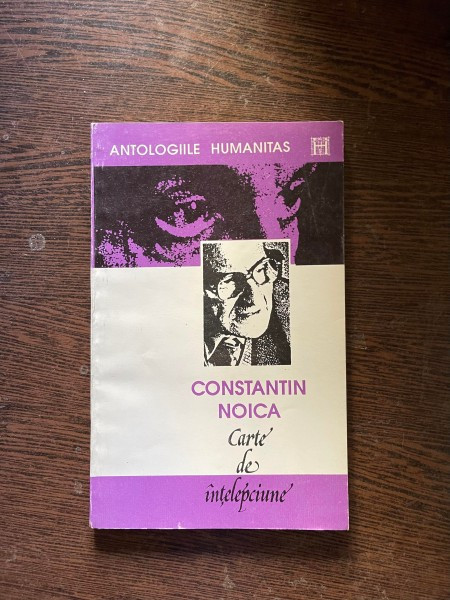 ANTOLOGIILE HUMANITAS
CONSTANTIN
NOICA
Carte
de
înțelepciune